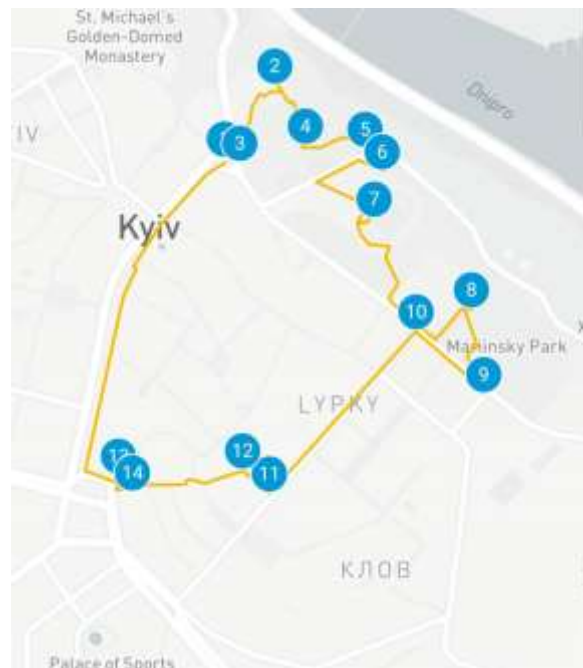 St. Michael's
Golden-Domed
Monastery
2
Dnipro
4
5
IV
3
6
7
Kyiv
8
10
X
Mariinsky Park
9
LYPKY
12
13
11
14
КЛОВ
Palace of Sports